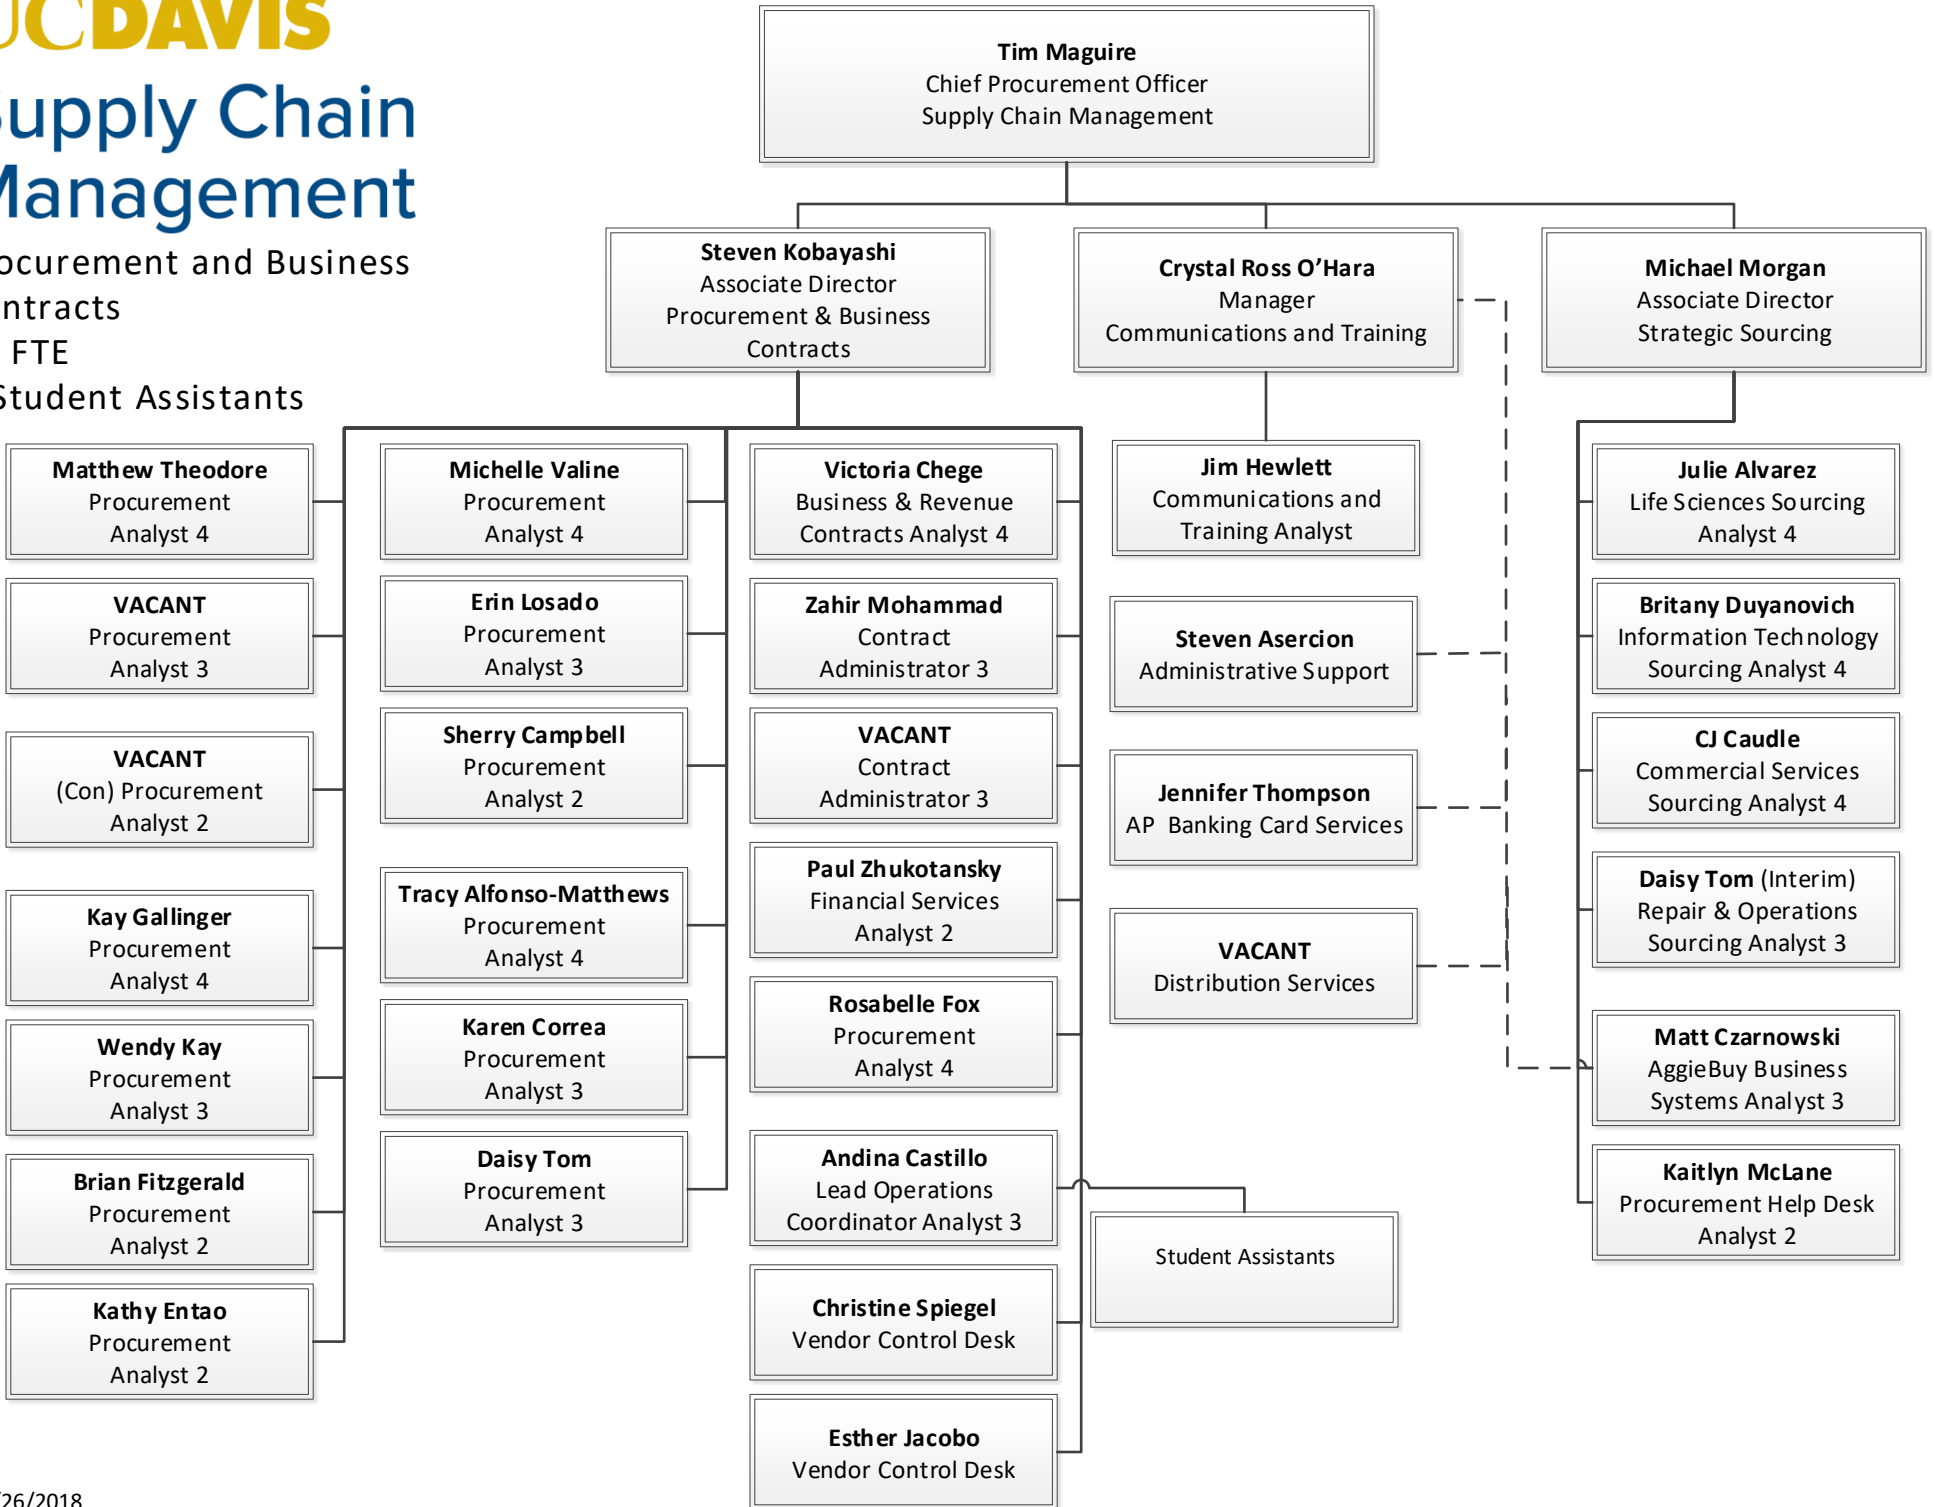 UCDAVIS
Supply Chain
Management
Procurement and Business
Contracts
FTE
Student Assistants
Tim Maguire
Chief Procurement Officer
Supply Chain Management
Steven Kobayashi
Associate Director
Procurement & Business
Contracts
Crystal Ross O’Hara
Manager
Communications and Training
Michael Morgan
Associate Director
Strategic Sourcing
Matthew Theodore
Procurement
Analyst 4
VACANT
Procurement
Analyst 3
VACANT
(Con) Procurement
Analyst 2
Kay Gallinger
Procurement
Analyst 4
Wendy Kay
Procurement
Analyst 3
Brian Fitzgerald
Procurement
Analyst 2
Kathy Entao
Procurement
Analyst 2
Michelle Valine
Procurement
Analyst 4
Erin Losado
Procurement
Analyst 3
Sherry Campbell
Procurement
Analyst 2
Tracy Alfonso-Matthews
Procurement
Analyst 4
Karen Correa
Procurement
Analyst 3
Daisy Tom
Procurement
Analyst 3
Victoria Chege
Business & Revenue
Contracts Analyst 4
Zahir Mohammad
Contract
Administrator 3
VACANT
Contract
Administrator 3
Paul Zhukotansky
Financial Services
Analyst 2
Rosabelle Fox
Procurement
Analyst 4
Andina Castillo
Lead Operations
Coordinator Analyst 3
Christine Spiegel
Vendor Control Desk
Esther Jacobo
Vendor Control Desk
Jim Hewlett
Communications and
Training Analyst
Steven Asercion
Administrative Support
Jennifer Thompson
AP Banking Card Services
VACANT
Distribution Services
Student Assistants
Julie Alvarez
Life Sciences Sourcing
Analyst 4
Britany Duyanovich
Information Technology
Sourcing Analyst 4
CJ Caudle
Commercial Services
Sourcing Analyst 4
Daisy Tom (Interim)
Repair & Operations
Sourcing Analyst 3
Matt Czarnowski
AggieBuy Business
Systems Analyst 3
Kaitlyn McLane
Procurement Help Desk
Analyst 2
/26/2018